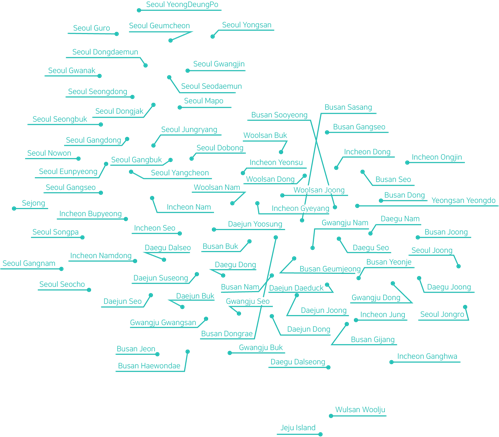 Seoul YeongDeungPo
Seoul Guro
Seoul Geumcheon
Seoul Yongsan
Seoul Dongdaemun
Seoul Gwanak
Seoul Gwangjin
Seoul Seodaemun
Seoul Seongdong
Seoul Mapo
Seoul Dongjak
Busan Sasang
Busan Sooyeong
Seoul Seongbuk
Busan Gangseo
Seoul Jungryang
Seoul Gangdong
Woolsan Buk
Seoul Nowon
Seoul Gangbuk
Seoul Dobong
Incheon Dong
Incheon Ongjin
Seoul Eunpyeong
Seoul Yangcheon
Incheon Yeonsu
Woolsan Dong
Busan Seo
Seoul Gangseo
Woolsan Nam
Woolsan Joong
Busan Dong
Sejong
Incheon Nam
Incheon Gyeyang
Yeongsan Yeongdo
Incheon Bupyeong
Daejun Yoosung
Gwangju Nam
Daegu Nam
Seoul Songpa
Incheon Seo
Busan Joong
Daegu Dalseo
Busan Buk
Daegu Seo
Seoul Joong
Incheon Namdong
Seoul Gangnam
Daegu Dong
Busan Geumjeong
Busan Yeonje
Daejun Suseong
Seoul Seocho
Busan Nam
Daejun Daeduck
Daegu Joong
Daejun Seo
Daejun Buk
Gwangju Seo
Gwangju Dong
Daejun Joong
Incheon Jung
Seoul Jongro
Gwangju Gwangsan
Daejun Dong
Busan Dongrae
Busan Gijang
Busan Jeon
Gwangju Buk
Incheon Ganghwa
Busan Haewondae
Daegu Dalseong
Wulsan Woolju
Jeju Island